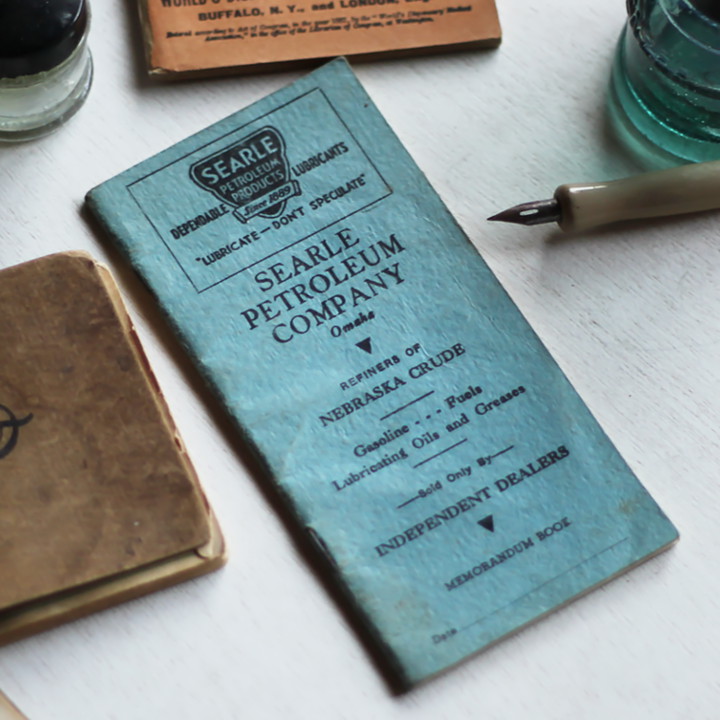 WORLD'S
BUFFALO, N. Y., and LONDON,
SEARLE
PETROLEUM
PRODUCTS
Since 1889
DEPENDABLE LUBRICANTS
"LUBRICATE—DON'T SPECULATE"
SEARLE
PETROLEUM
COMPANY
Omaha
REFINERS OF
NEBRASKA CRUDE
Gasoline - - - Fuels
Lubricating Oils and Greases
—Sold Only By—
INDEPENDENT DEALERS
MEMORANDUM BOOK
Date